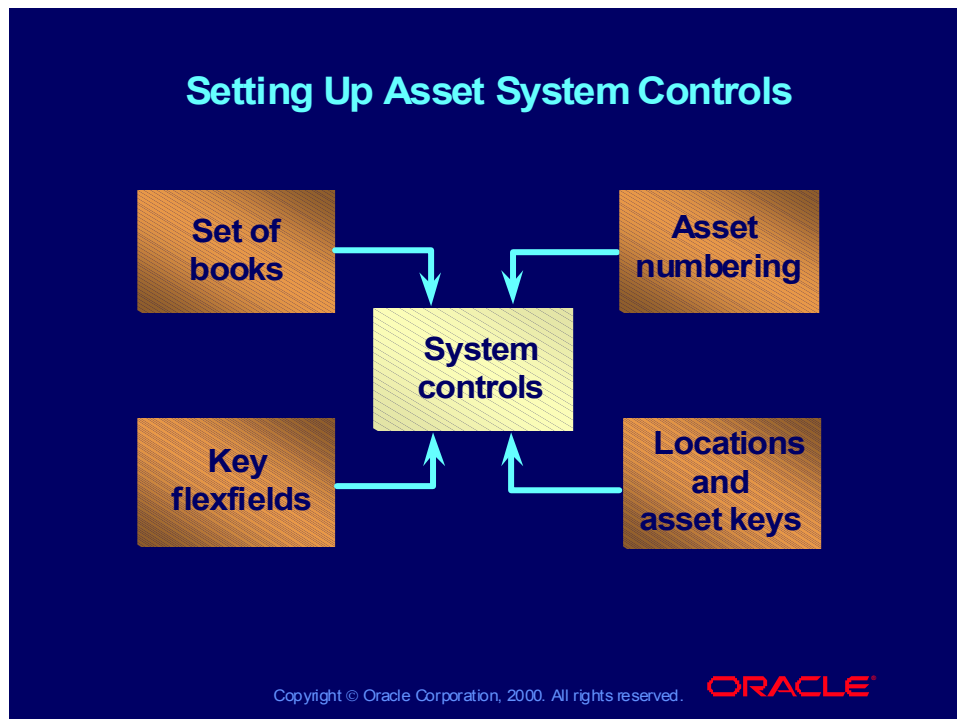 Setting Up Asset System Controls
Set of
books
Asset
numbering
System
controls
Key
flexfields
Locations
and
asset keys
Copyright © Oracle Corporation, 2000. All rights reserved.
ORACLE®